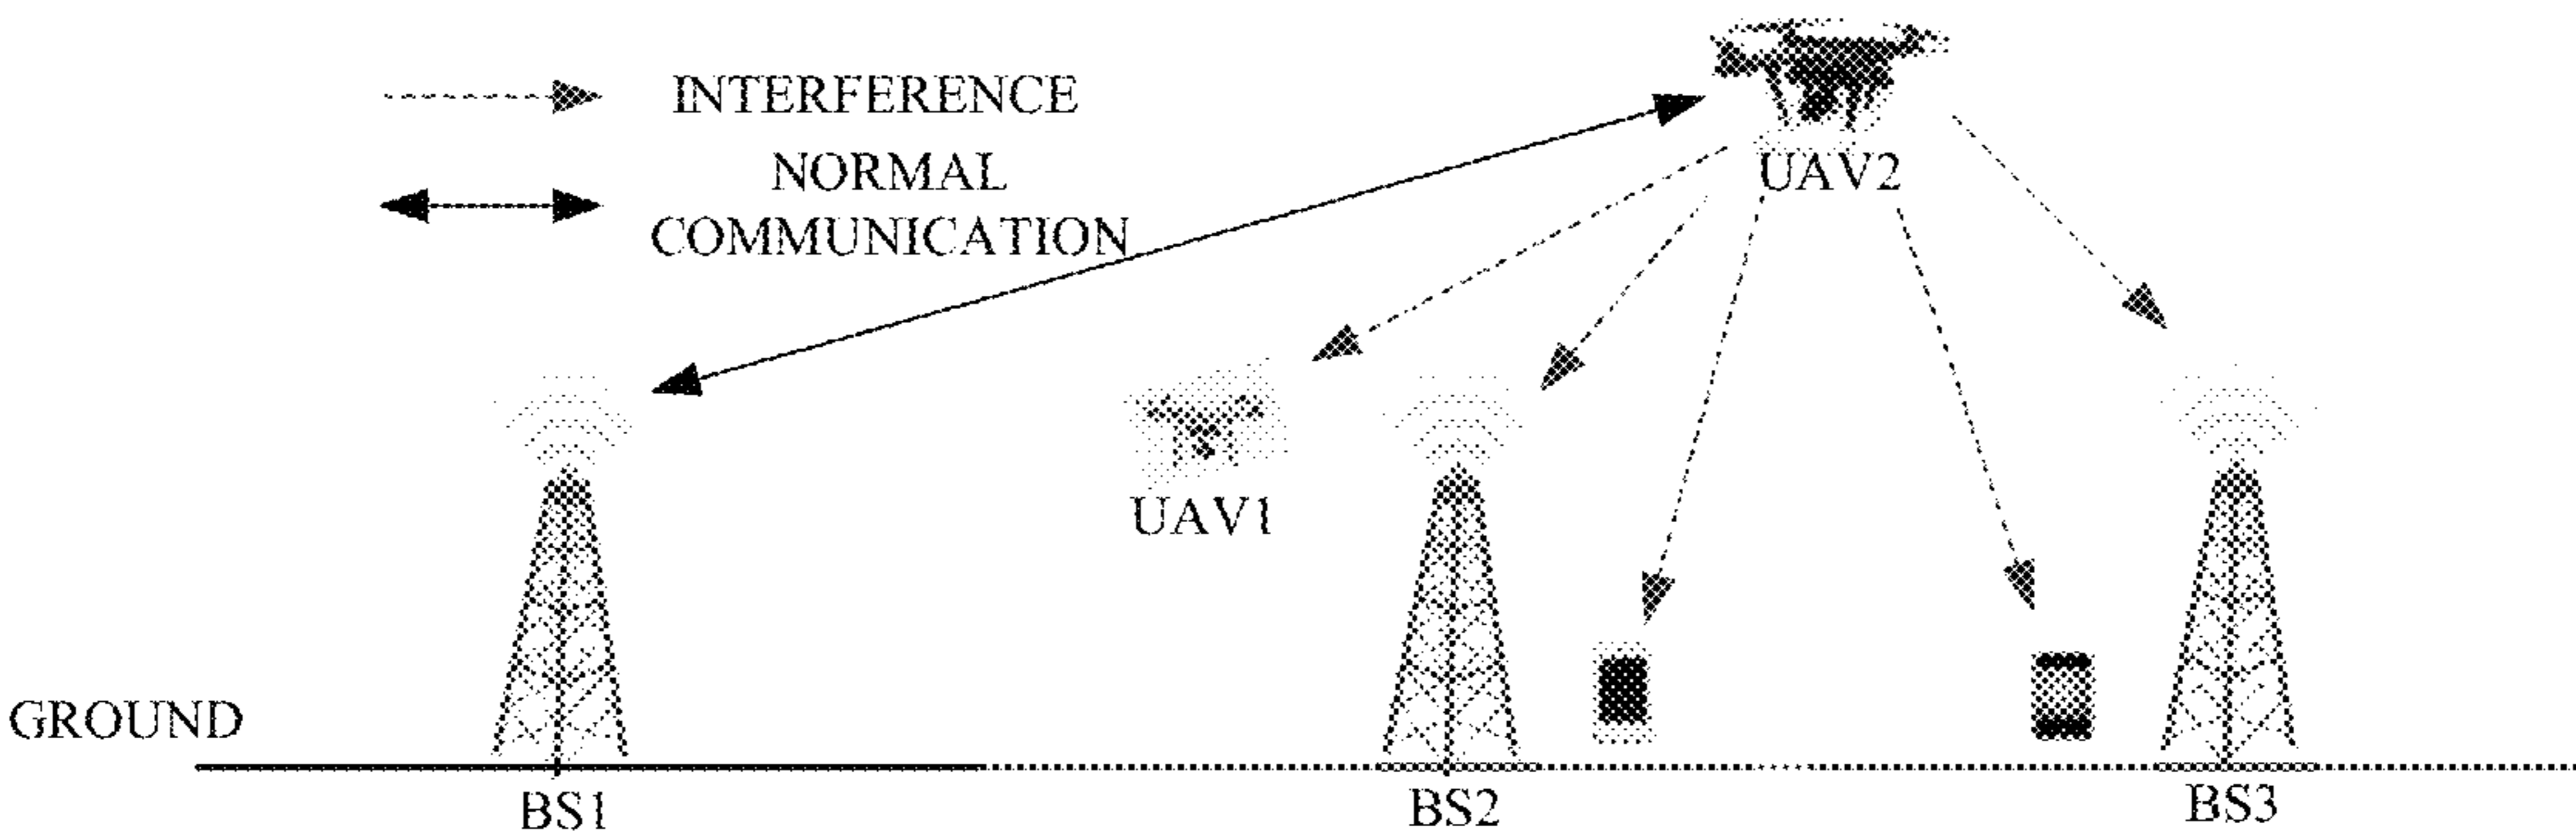 INTERFERENCE
NORMAL
COMMUNICATION
UAV2
UAV1
GROUND
BS1
BS2
BS3